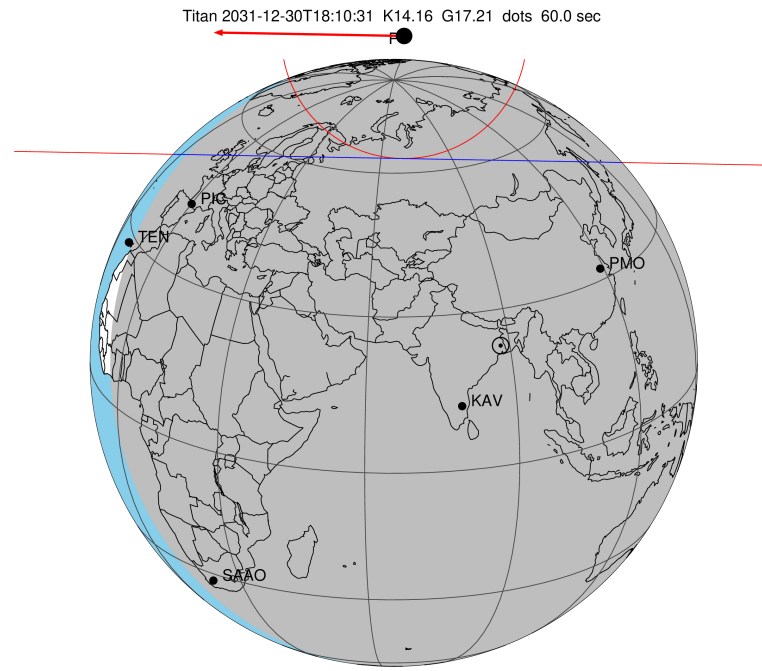 Titan 2031-12-30T18:10:31 K14.16 G17.21 dots 60.0 sec
P
PIC
TEN
PMO
KAV
SAAO